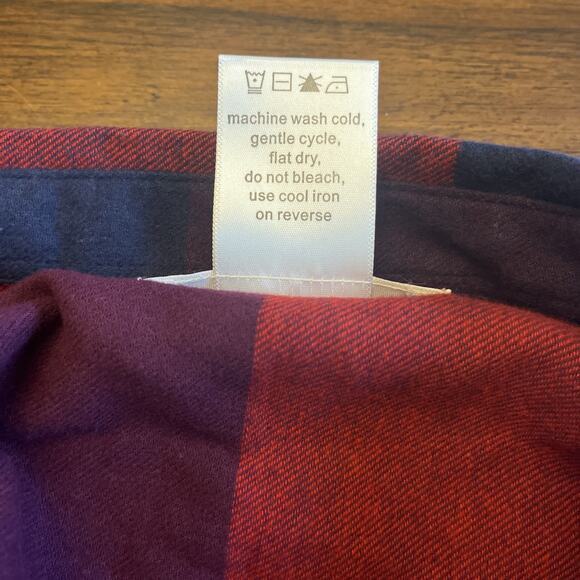 machine wash cold,
gentle cycle,
flat dry,
do not bleach,
use cool iron
on reverse